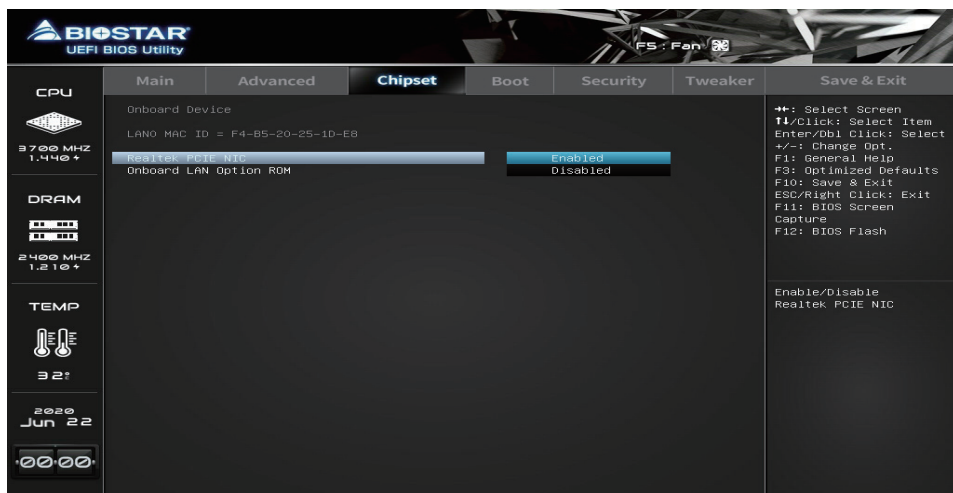 BIOSTAR
UEFI BIOS Utility
F5 : Fan
Main Advanced Chipset Boot Security Tweaker Save & Exit
CPU
3700 MHZ
1.440
DRAM
2400 MHZ
1.210
TEMP
32°
2020
Jun 22
00:00
Onboard Device
LAN0 MAC ID = F4-B5-20-25-1D-E8
Realtek PCIE NIC Enabled
Onboard LAN Option ROM Disabled
→←: Select Screen
↑↓/Click: Select Item
Enter/Dbl Click: Select
+/-: Change Opt.
F1: General Help
F3: Optimized Defaults
F10: Save & Exit
ESC/Right Click: Exit
F11: BIOS Screen
Capture
F12: BIOS Flash
Enable/Disable
Realtek PCIE NIC